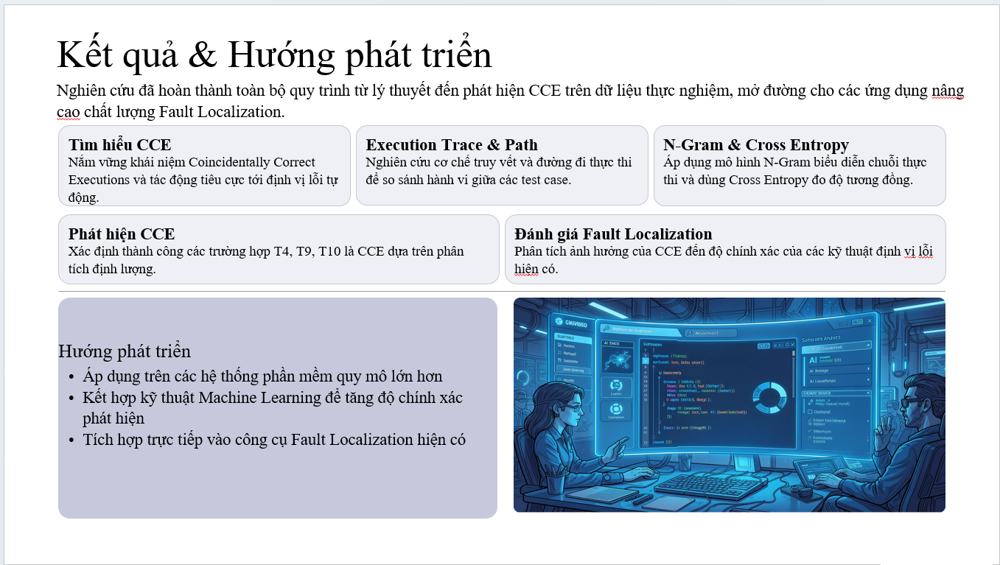 Kết quả & Hướng phát triển
Nghiên cứu đã hoàn thành toàn bộ quy trình từ lý thuyết đến phát hiện CCE trên dữ liệu thực nghiệm, mở đường cho các ứng dụng nâng
cao chất lượng Fault Localization.
Tìm hiểu CCE
Nắm vững khái niệm Coincidentally Correct
Executions và tác động tiêu cực tới định vị lỗi tự
động.
Execution Trace & Path
Nghiên cứu cơ chế truy vết và đường đi thực thi
để so sánh hành vi giữa các test case.
N-Gram & Cross Entropy
Áp dụng mô hình N-Gram biểu diễn chuỗi thực
thi và dùng Cross Entropy đo độ tương đồng.
Phát hiện CCE
Xác định thành công các trường hợp T4, T9, T10 là CCE dựa trên phân
tích định lượng.
Đánh giá Fault Localization
Phân tích ảnh hưởng của CCE đến độ chính xác của các kỹ thuật định vị lỗi
hiện có.
Hướng phát triển
• Áp dụng trên các hệ thống phần mềm quy mô lớn hơn
• Kết hợp kỹ thuật Machine Learning để tăng độ chính xác
phát hiện
• Tích hợp trực tiếp vào công cụ Fault Localization hiện có